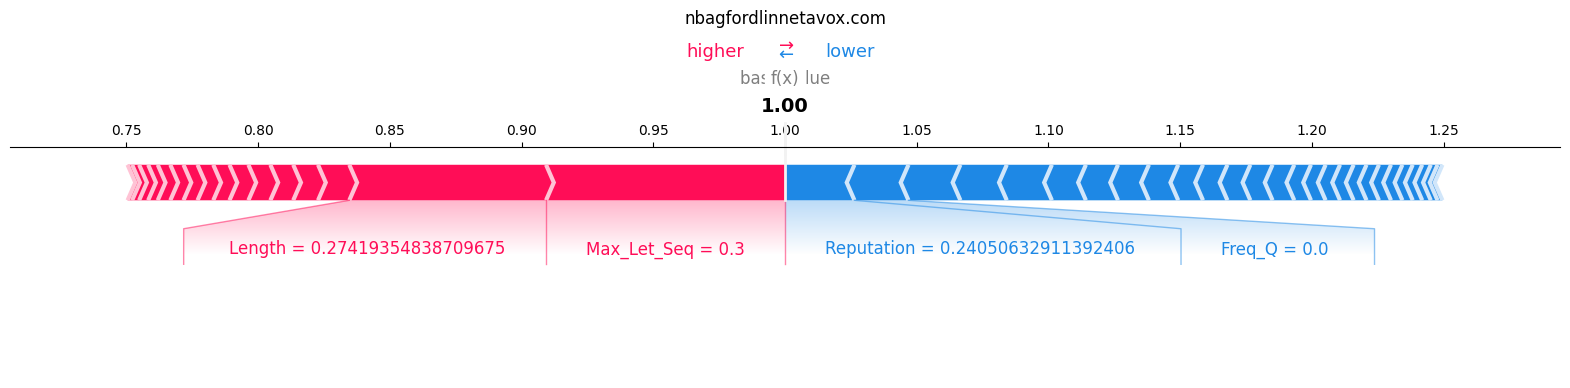 nbagfordlinnetavox.com
higher ⇄ lower
bas f(x) lue
1.00
0.75 0.80 0.85 0.90 0.95 1.00 1.05 1.10 1.15 1.20 1.25
Length = 0.27419354838709675 Max_Let_Seq = 0.3 Reputation = 0.24050632911392406 Freq_Q = 0.0